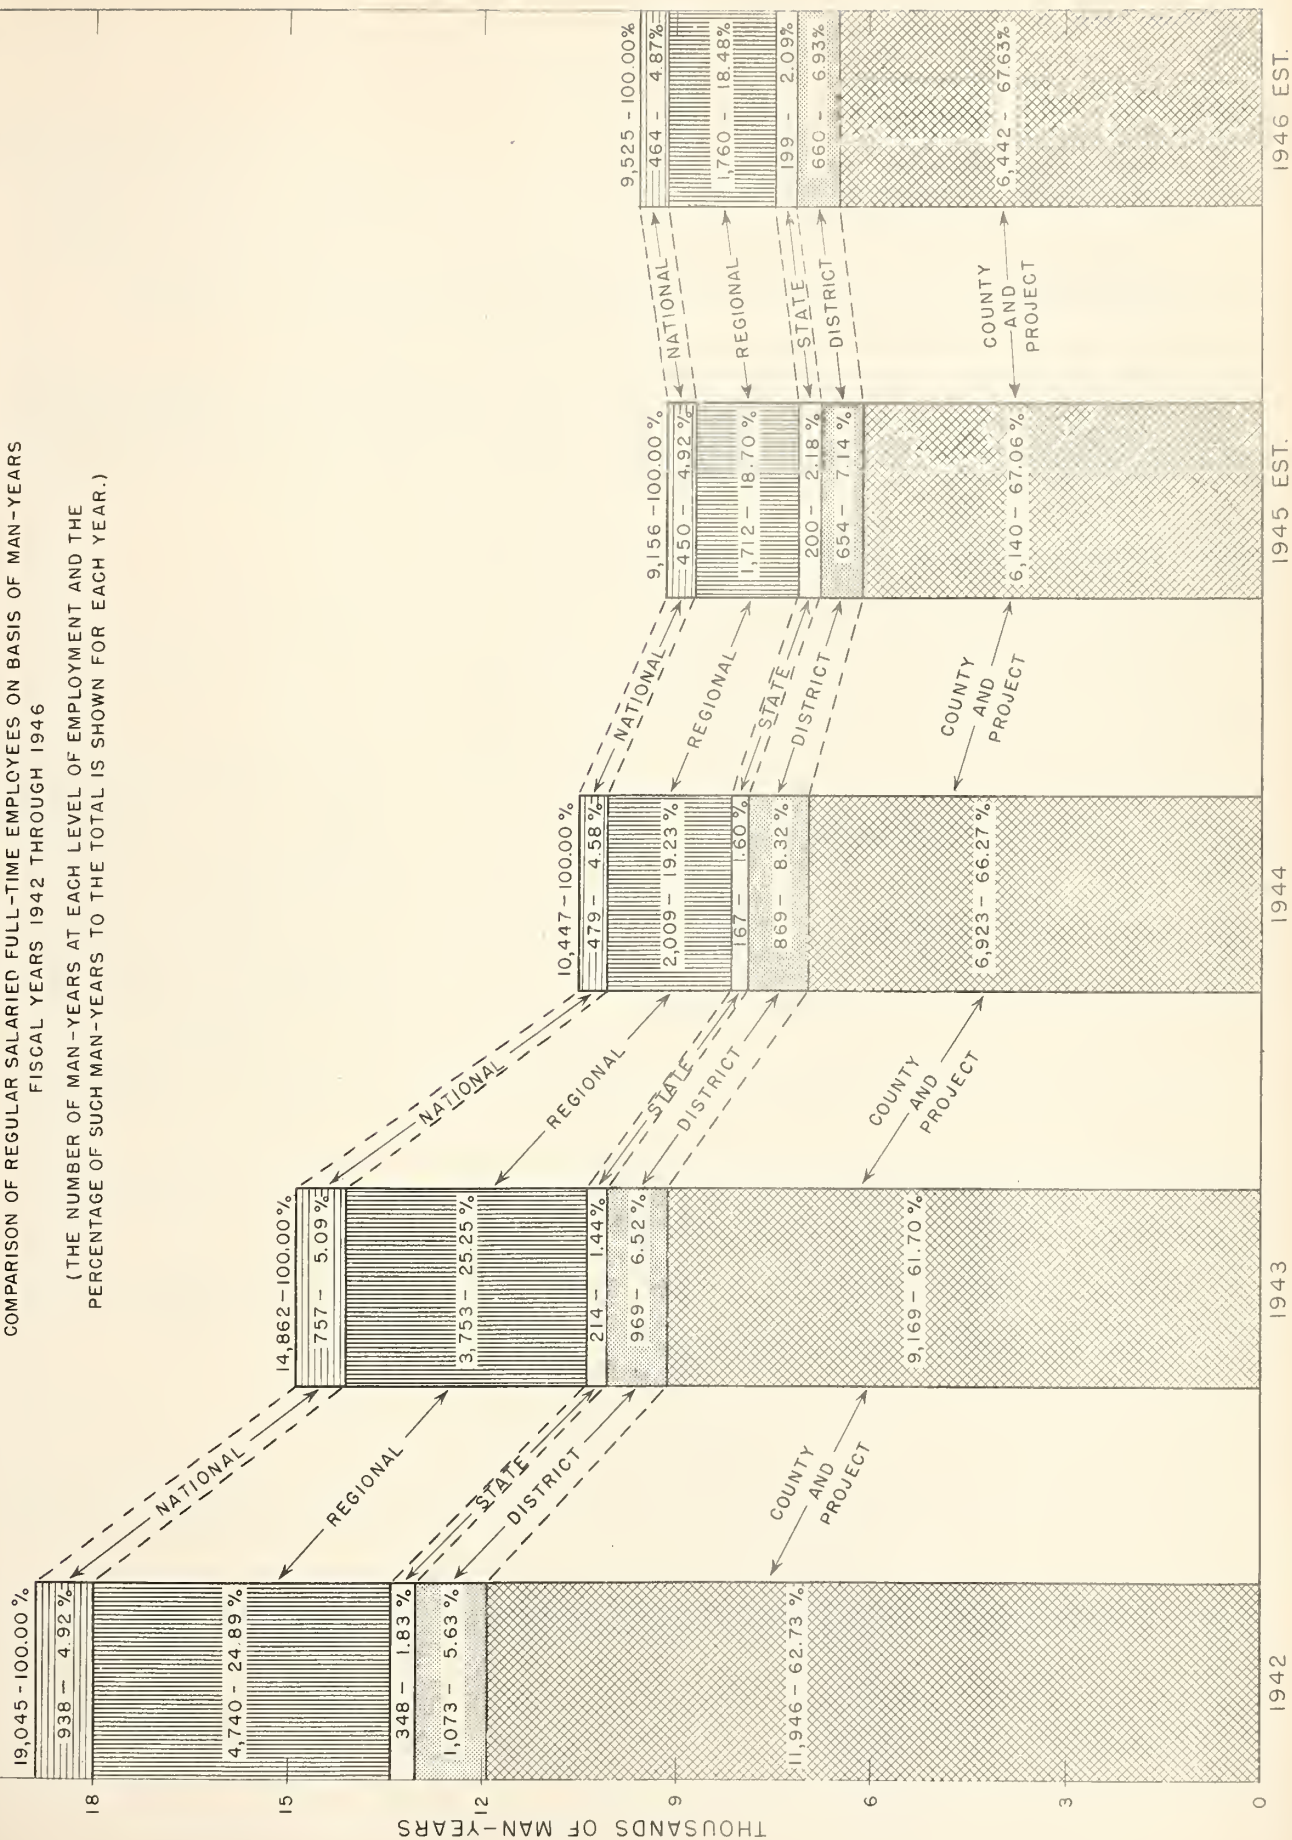 COMPARISON OF REGULAR SALARIED FULL-TIME EMPLOYEES ON BASIS OF MAN-YEARS
FISCAL YEARS 1942 THROUGH 1946
(THE NUMBER OF MAN-YEARS AT EACH LEVEL OF EMPLOYMENT AND THE
PERCENTAGE OF SUCH MAN-YEARS TO THE TOTAL IS SHOWN FOR EACH YEAR.)
THOUSANDS OF MAN-YEARS
18
15
12
9
6
3
0
19,045-100.00 %
938- 4.92 %
4,740- 24.89 %
348- 1.83 %
1,073- 5.63 %
11,946-62.73 %
1942
NATIONAL
REGIONAL
STATE
DISTRICT
COUNTY
AND
PROJECT
14,862-100.00 %
757- 5.09 %
3,753- 25.25 %
214- 1.44%
969- 6.52 %
9,169-61.70 %
1943
NATIONAL
REGIONAL
STATE
DISTRICT
COUNTY
AND
PROJECT
10,447-100.00 %
479- 4.58 %
2,009- 19.23 %
167- 1.60 %
869- 8.32 %
6,923-66.27 %
1944
NATIONAL
REGIONAL
STATE
DISTRICT
COUNTY
AND
PROJECT
9,156-100.00 %
450- 4.92 %
1,712-18.70 %
200- 2.18 %
654- 7.14 %
6,140-67.06 %
1945 EST.
NATIONAL
REGIONAL
STATE
DISTRICT
COUNTY
AND
PROJECT
9,525-100.00%
464- 4.87%
1,760- 18.48%
199- 2.09%
660- 6.93%
6,442- 67.63%
1946 EST.